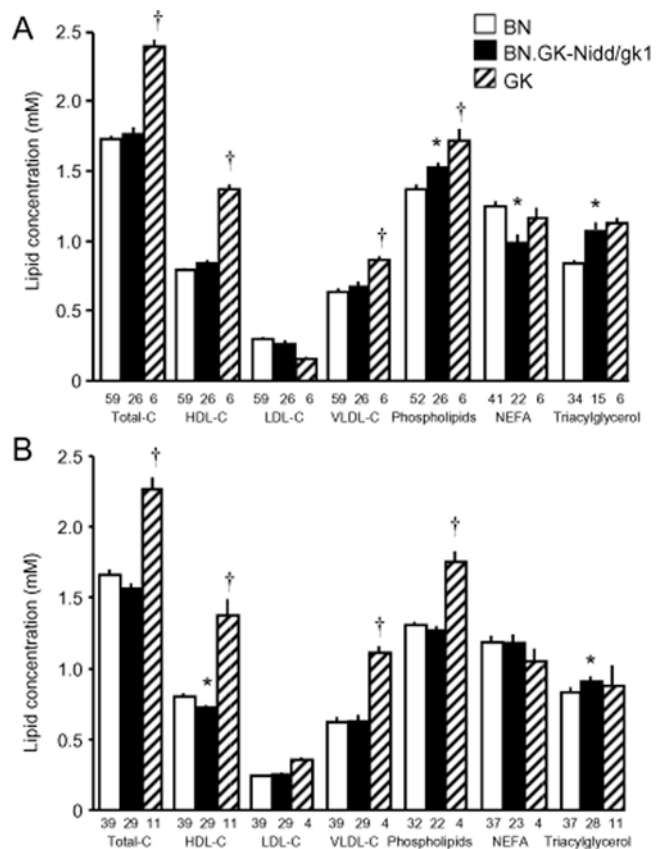 A
BN
BN.GK-Nidd/gk1
GK
Lipid concentration (mM)
2.5
2.0
1.5
1.0
0.5
0
† † † * † * *
59 26 6 59 26 6 59 26 6 59 26 6 52 26 6 41 22 6 34 15 6
Total-C HDL-C LDL-C VLDL-C Phospholipids NEFA Triacylglycerol
B
Lipid concentration (mM)
2.5
2.0
1.5
1.0
0.5
0
† * † † † *
39 29 11 39 29 11 39 29 4 39 29 4 32 22 4 37 23 4 37 28 11
Total-C HDL-C LDL-C VLDL-C Phospholipids NEFA Triacylglycerol